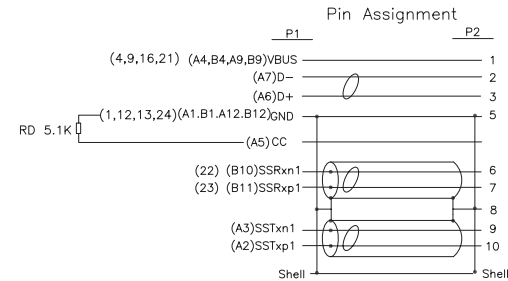 Pin Assignment
P1 P2
(4,9,16,21) (A4,B4,A9,B9)VBUS 1
(A7)D- 2
(A6)D+ 3
(1,12,13,24)(A1.B1.A12.B12)GND 5
RD 5.1K
(A5)CC
(22) (B10)SSRxn1 6
(23) (B11)SSRxp1 7
8
(A3)SSTxn1 9
(A2)SSTxp1 10
Shell Shell